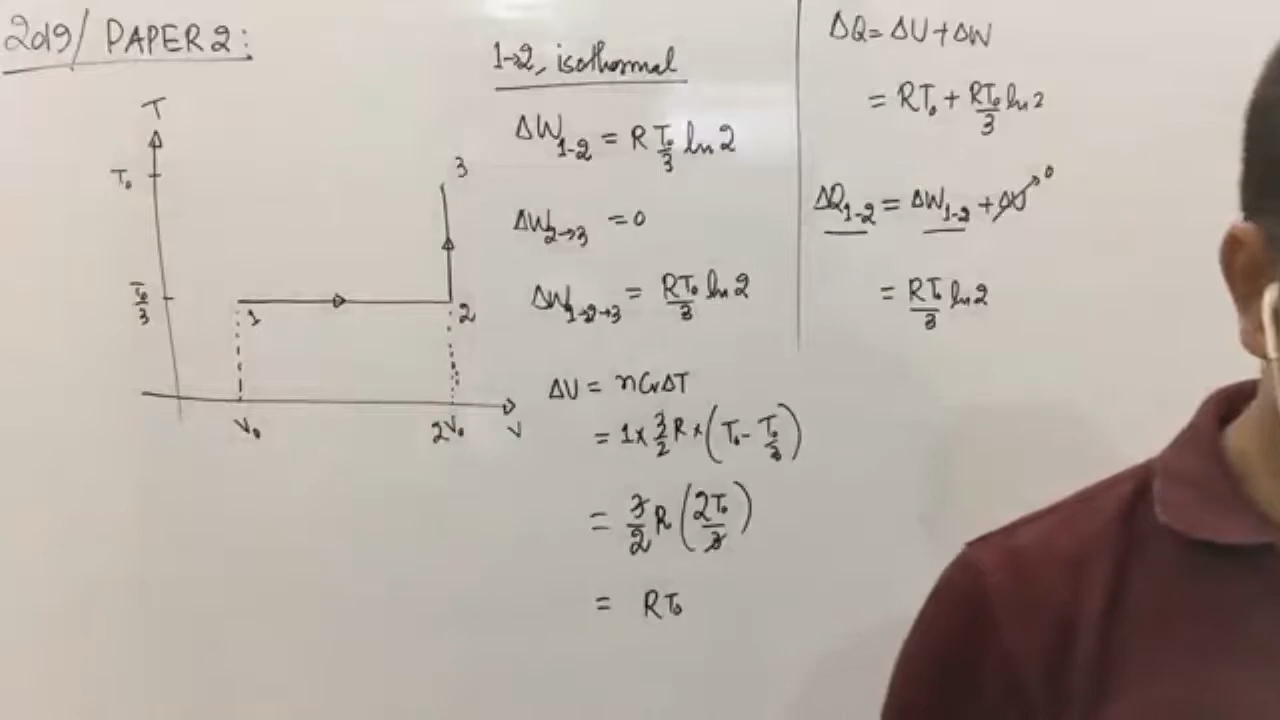 2019/ PAPER 2:
T
T₀
T₀/3
1
2
3
V₀
2V₀
V
1→2, isothermal
ΔW₁₋₂ = R T₀/3 ln 2
ΔW₂→₃ = 0
ΔW₁→₂→₃ = RT₀/3 ln 2
ΔU = nCvΔT
= 1 × 3/2 R × (T₀ - T₀/3)
= 3/2 R (2T₀/3)
= RT₀
ΔQ = ΔU + ΔW
= RT₀ + RT₀/3 ln 2
ΔQ₁₋₂ = ΔW₁₋₂ + ΔU 0
= RT₀/3 ln 2